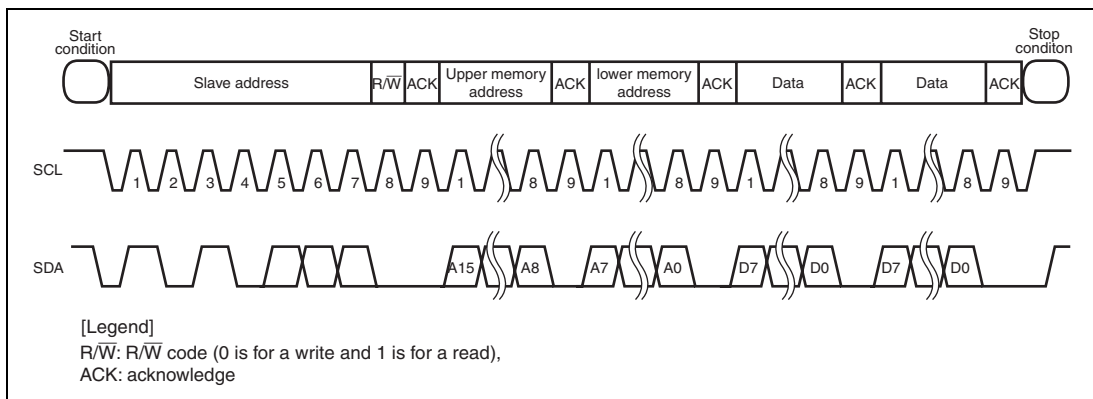 Start
condition
Stop
conditon
Slave address R/W̅ ACK Upper memory
address ACK lower memory
address ACK Data ACK Data ACK
SCL 1 2 3 4 5 6 7 8 9 1 8 9 1 8 9 1 8 9 1 8 9
SDA A15 A8 A7 A0 D7 D0 D7 D0
[Legend]
R/W̅: R/W̅ code (0 is for a write and 1 is for a read),
ACK: acknowledge